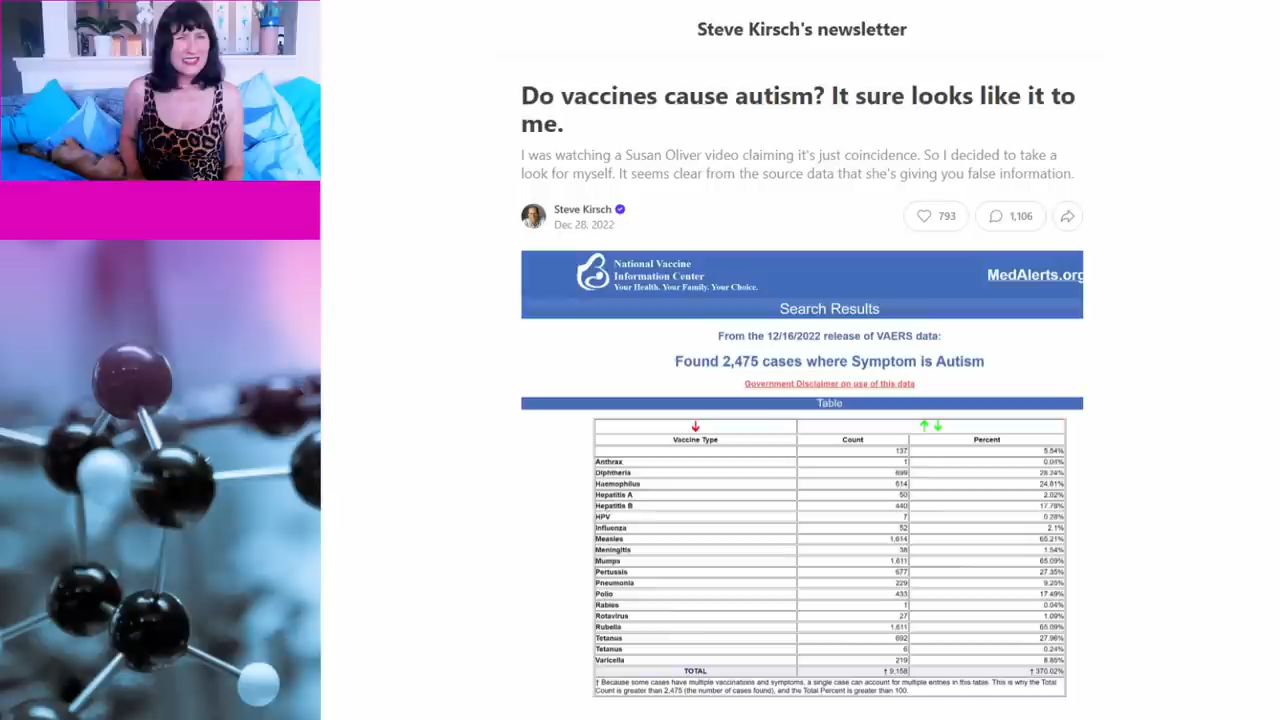 Steve Kirsch's newsletter
Do vaccines cause autism? It sure looks like it to
me.
I was watching a Susan Oliver video claiming it's just coincidence. So I decided to take a
look for myself. It seems clear from the source data that she's giving you false information.
Steve Kirsch
Dec 28, 2022
793
1,106
National Vaccine
Information Center
Your Health. Your Family. Your Choice.
MedAlerts.org
Search Results
From the 12/16/2022 release of VAERS data:
Found 2,475 cases where Symptom is Autism
Government Disclaimer on use of this data
Table
Vaccine Type Count Percent
137 5.54%
Anthrax 1 0.04%
Diphtheria 699 28.24%
Haemophilus 614 24.81%
Hepatitis A 50 2.02%
Hepatitis B 440 17.78%
HPV 7 0.28%
Influenza 52 2.1%
Measles 1,614 65.21%
Meningitis 38 1.54%
Mumps 1,611 65.09%
Pertussis 677 27.35%
Pneumonia 229 9.25%
Polio 433 17.49%
Rabies 1 0.04%
Rotavirus 27 1.09%
Rubella 1,611 65.09%
Tetanus 692 27.96%
Tetanus 6 0.24%
Varicella 219 8.85%
TOTAL † 9,158 † 370.02%
† Because some cases have multiple vaccinations and symptoms, a single case can account for multiple entries in this table. This is why the Total
Count is greater than 2,475 (the number of cases found), and the Total Percent is greater than 100.